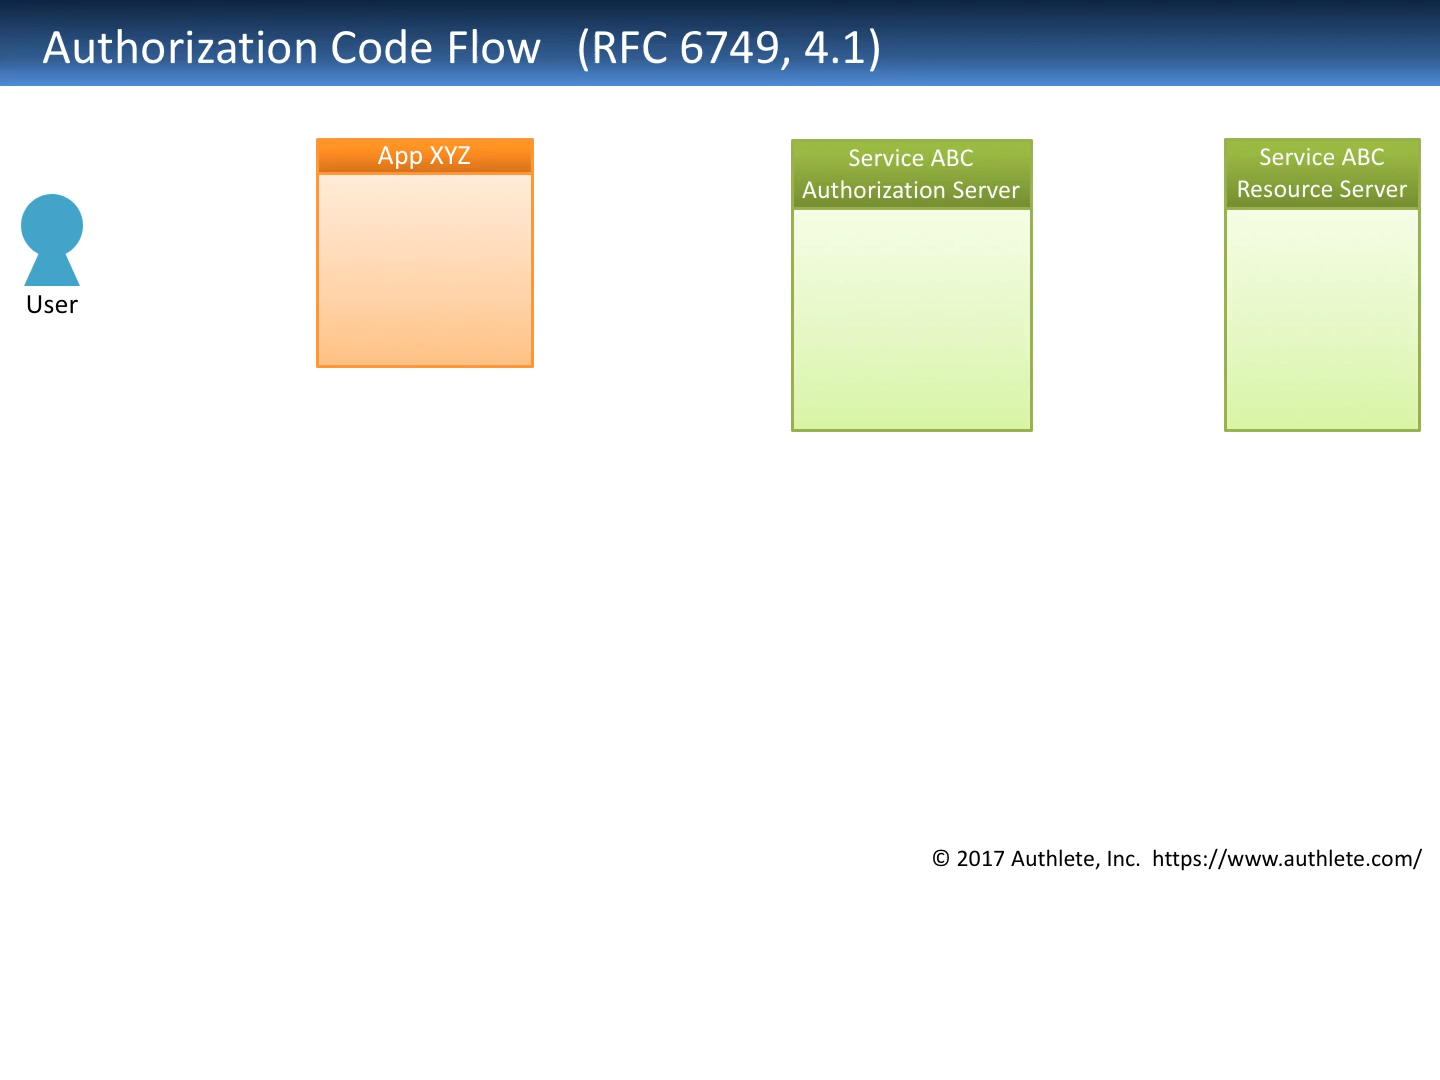 Authorization Code Flow (RFC 6749, 4.1)
App XYZ
Service ABC
Authorization Server
Service ABC
Resource Server
User
© 2017 Authlete, Inc. https://www.authlete.com/